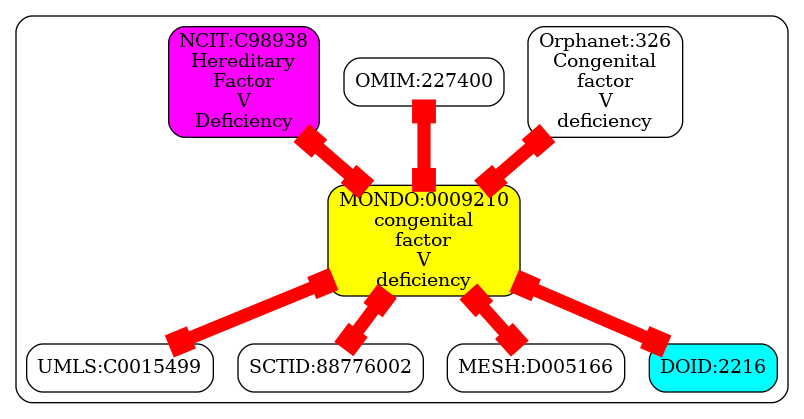 NCIT:C98938
Hereditary
Factor
V
Deficiency
OMIM:227400
Orphanet:326
Congenital
factor
V
deficiency
MONDO:0009210
congenital
factor
V
deficiency
UMLS:C0015499
SCTID:88776002
MESH:D005166
DOID:2216